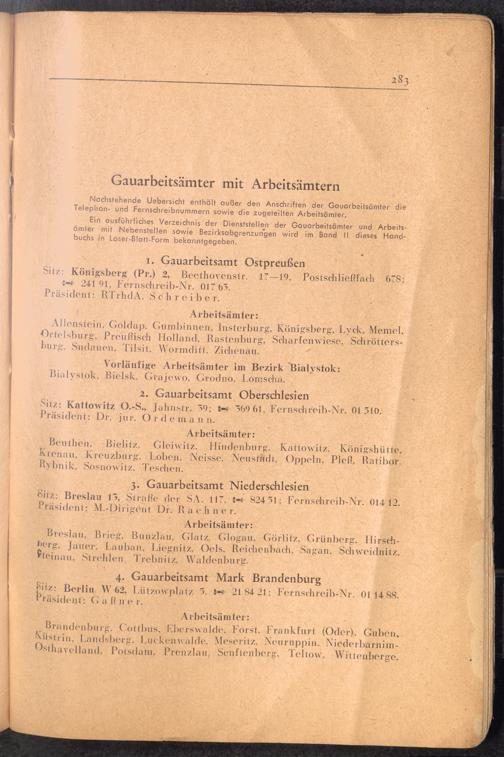 283
Gauarbeitsämter mit Arbeitsämtern
Nachstehende Uebersicht enthält außer den Anschriften der Gauarbeitsämter die
Telephon- und Fernschreibnummern sowie die zugeteilten Arbeitsämter.
Ein ausführliches Verzeichnis der Dienststellen der Gauarbeitsämter und Arbeits-
ämter mit Nebenstellen sowie Bezirksabgrenzungen wird im Band II dieses Hand-
buchs in Loser-Blatt-Form bekanntgegeben.
1. Gauarbeitsamt Ostpreußen
Sitz: Königsberg (Pr.) 2, Beethovenstr. 17—19, Postschließfach 678;
241 91, Fernschreib-Nr. 017 63.
Präsident: RTrhdA. Schreiber.
Arbeitsämter:
Allenstein, Goldap, Gumbinnen, Insterburg, Königsberg, Lyck, Memel,
Ortelsburg, Preußisch Holland, Rastenburg, Scharfenwiese, Schrötters-
burg, Sudauen, Tilsit, Wormditt, Zichenau.
Vorläufige Arbeitsämter im Bezirk Bialystok:
Bialystok, Bielsk, Grajewo, Grodno, Lomscha.
2. Gauarbeitsamt Oberschlesien
Sitz: Kattowitz O.-S., Jahnstr. 39; 369 61, Fernschreib-Nr. 01 310.
Präsident: Dr. jur. Ordemann.
Arbeitsämter:
Beuthen, Bielitz, Gleiwitz, Hindenburg, Kattowitz, Königshütte,
Krenau, Kreuzburg, Loben, Neisse, Neustadt, Oppeln, Pleß, Ratibor,
Rybnik, Sosnowitz, Teschen.
3. Gauarbeitsamt Niederschlesien
Sitz: Breslau 13, Straße der SA. 117, 824 51; Fernschreib-Nr. 014 12.
Präsident: M.-Dirigent Dr. Rachner.
Arbeitsämter:
Breslau, Brieg, Bunzlau, Glatz, Glogau, Görlitz, Grünberg, Hirsch-
berg, Jauer, Lauban, Liegnitz, Oels, Reichenbach, Sagan, Schweidnitz,
Steinau, Strehlen, Trebnitz, Waldenburg.
4. Gauarbeitsamt Mark Brandenburg
Sitz: Berlin W 62, Lützowplatz 3, 21 84 21; Fernschreib-Nr. 01 14 88.
Präsident: Gaßner.
Arbeitsämter:
Brandenburg, Cottbus, Eberswalde, Forst, Frankfurt (Oder), Guben,
Küstrin, Landsberg, Luckenwalde, Meseritz, Neuruppin, Niederbarnim-
Osthavelland, Potsdam, Prenzlau, Senftenberg, Teltow, Wittenberge.